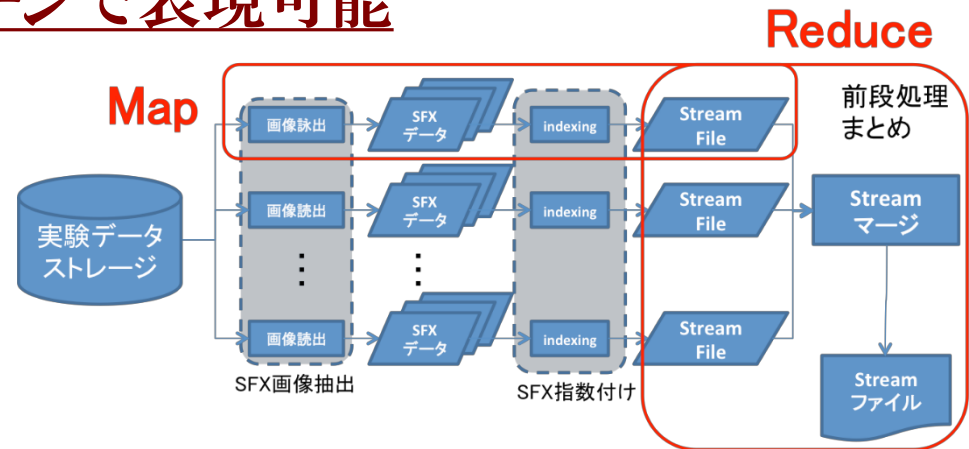 ーンで表現可能
Reduce
Map
前段処理
まとめ
画像詠出
SFX
データ
indexing
Stream
File
画像読出
SFX
データ
indexing
Stream
File
Stream
マージ
実験データ
ストレージ
⋮
⋮
⋮
画像読出
SFX
データ
indexing
Stream
File
SFX画像抽出
SFX指数付け
Stream
ファイル